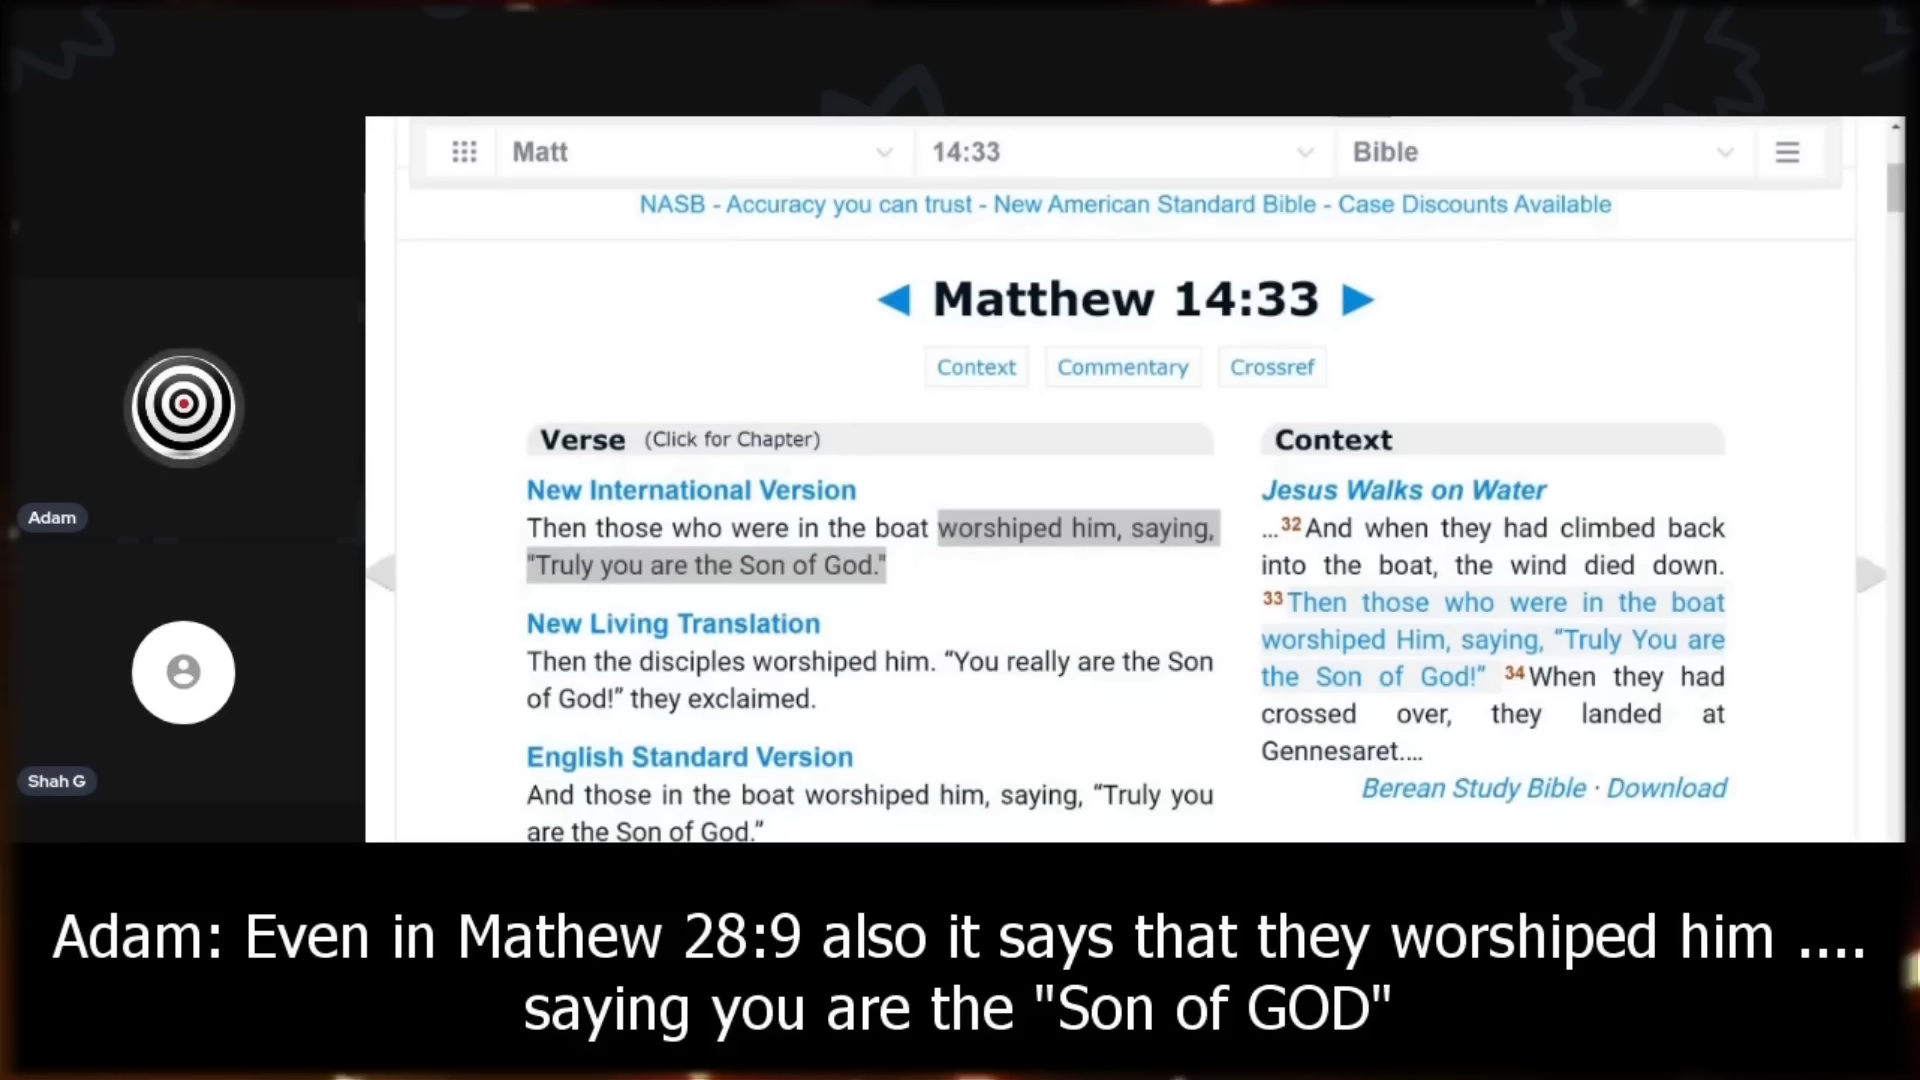 Matt
14:33
Bible
NASB - Accuracy you can trust - New American Standard Bible - Case Discounts Available
Matthew 14:33
Context
Commentary
Crossref
Verse (Click for Chapter)
New International Version
Then those who were in the boat worshiped him, saying,
"Truly you are the Son of God."
New Living Translation
Then the disciples worshiped him. “You really are the Son
of God!” they exclaimed.
English Standard Version
And those in the boat worshiped him, saying, “Truly you
are the Son of God.”
Context
Jesus Walks on Water
…32And when they had climbed back
into the boat, the wind died down.
33Then those who were in the boat
worshiped Him, saying, “Truly You are
the Son of God!” 34When they had
crossed over, they landed at
Gennesaret.…
Berean Study Bible · Download
Adam
Shah G
Adam: Even in Mathew 28:9 also it says that they worshiped him ....
saying you are the "Son of GOD"